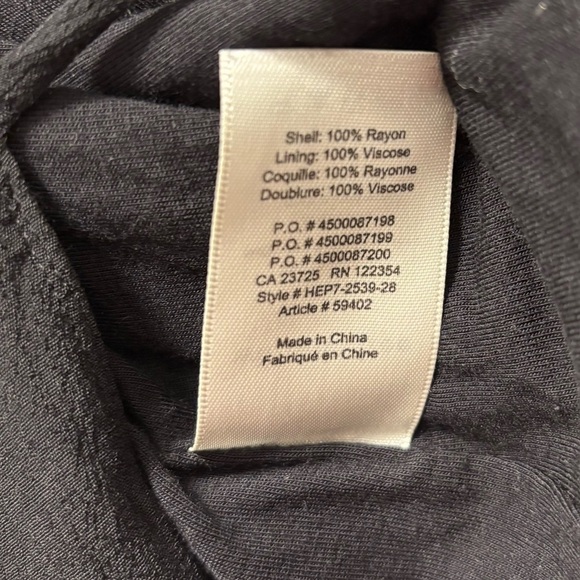 Shell: 100% Rayon
Lining: 100% Viscose
Coquille: 100% Rayonne
Doublure: 100% Viscose
P.O. # 4500087198
P.O. # 4500087199
P.O. # 4500087200
CA 23725 RN 122354
Style # HEP7-2539-28
Article # 59402
Made in China
Fabriqué en Chine